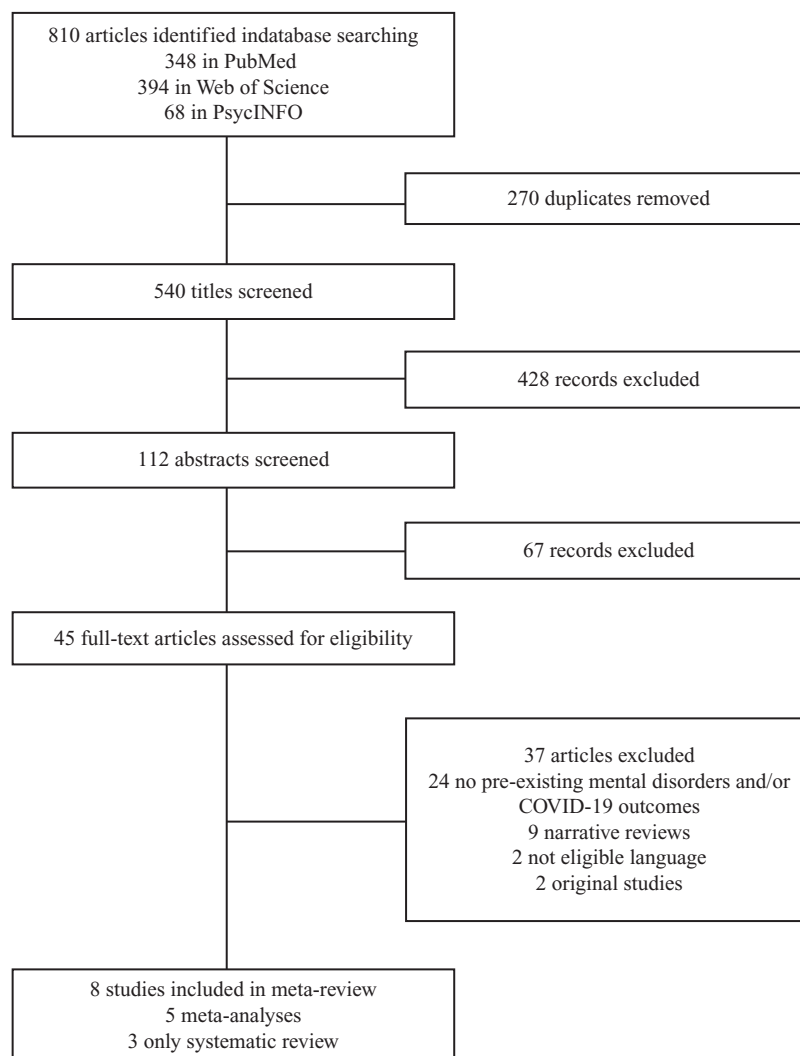 810 articles identified indatabase searching
348 in PubMed
394 in Web of Science
68 in PsycINFO
270 duplicates removed
540 titles screened
428 records excluded
112 abstracts screened
67 records excluded
45 full-text articles assessed for eligibility
37 articles excluded
24 no pre-existing mental disorders and/or
COVID-19 outcomes
9 narrative reviews
2 not eligible language
2 original studies
8 studies included in meta-review
5 meta-analyses
3 only systematic review